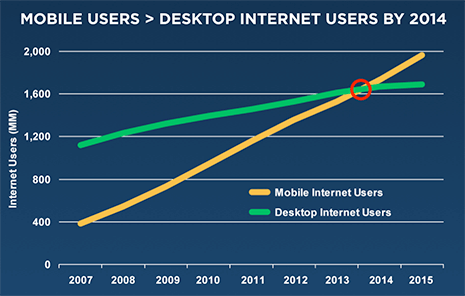 MOBILE USERS > DESKTOP INTERNET USERS BY 2014
Internet Users (MM)
2,000
1,600
1,200
800
400
0
Mobile Internet Users
Desktop Internet Users
2007 2008 2009 2010 2011 2012 2013 2014 2015